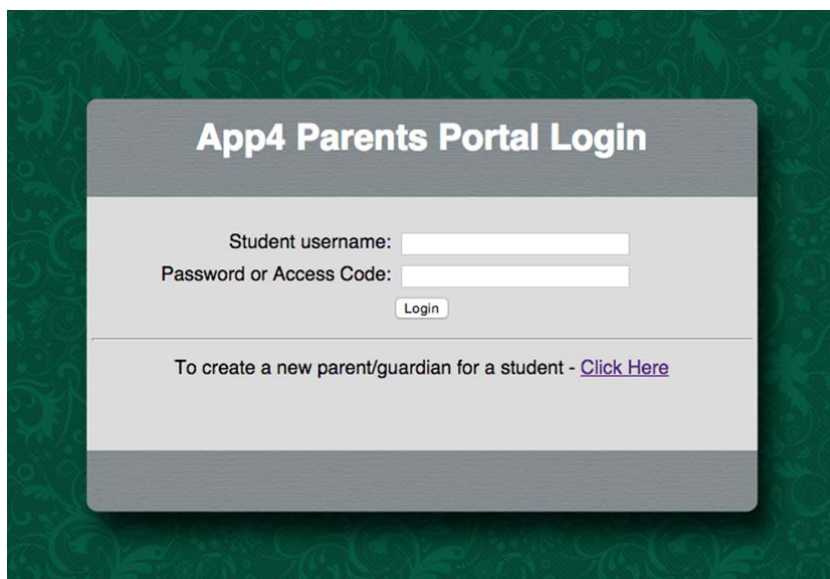 App4 Parents Portal Login
Student username:
Password or Access Code:
Login
To create a new parent/guardian for a student - Click Here